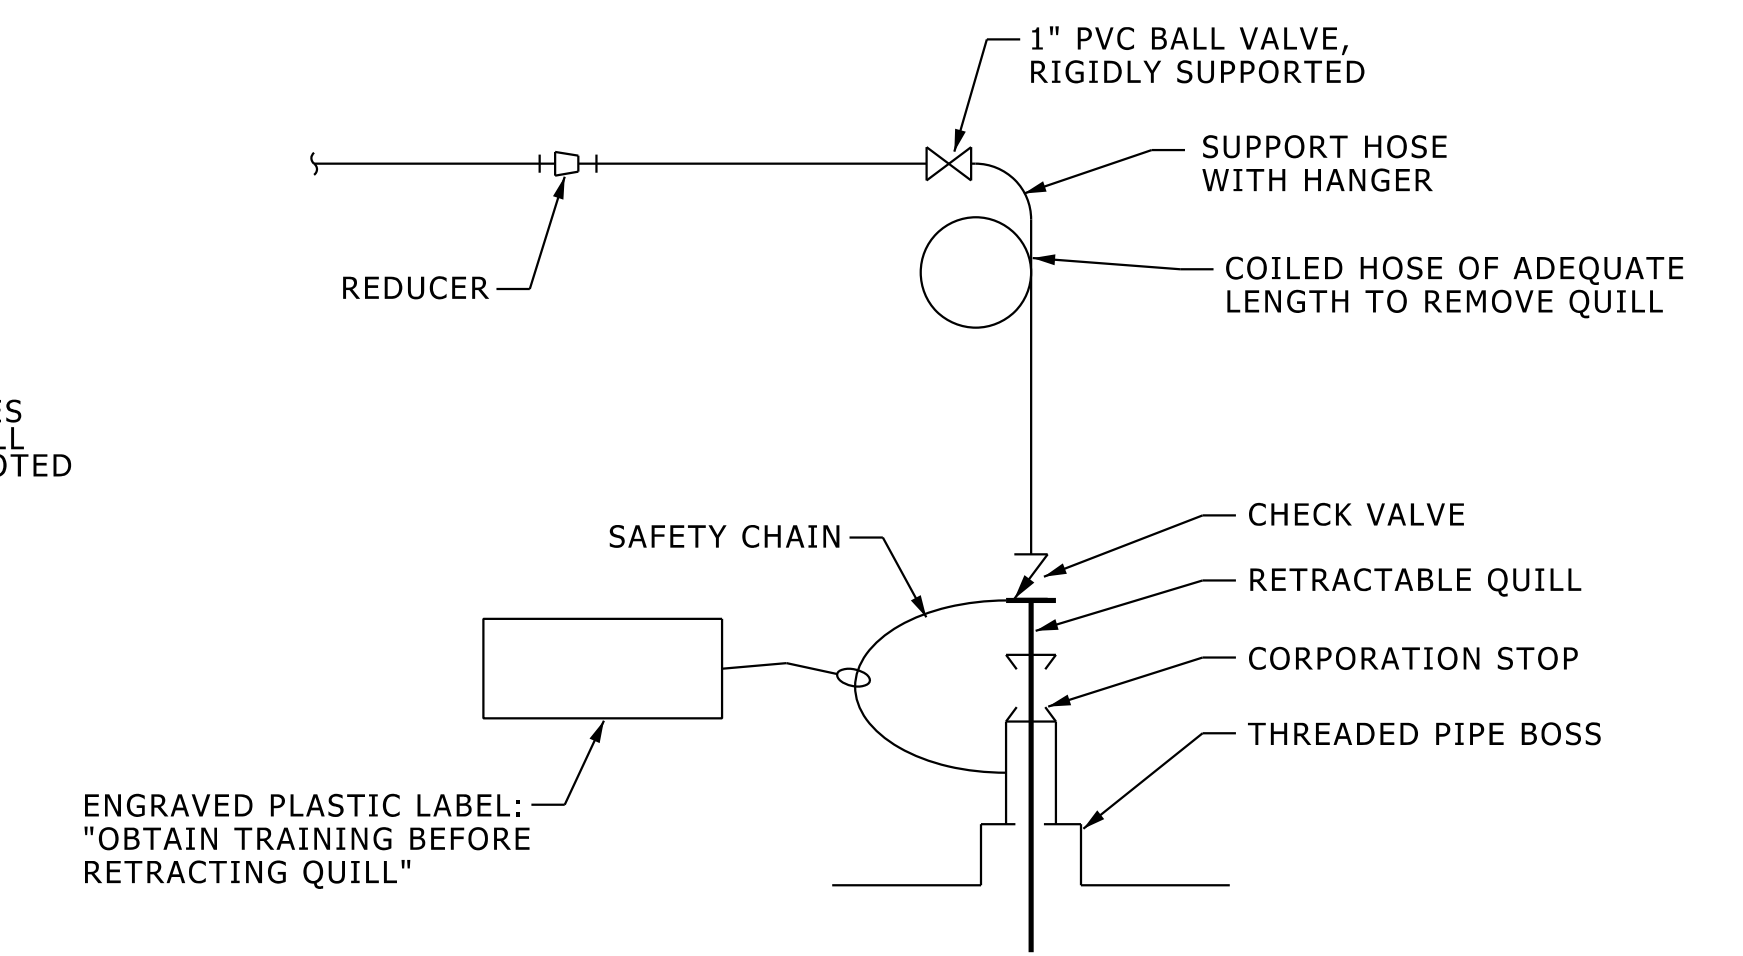 1" PVC BALL VALVE,
RIGIDLY SUPPORTED
SUPPORT HOSE
WITH HANGER
REDUCER
COILED HOSE OF ADEQUATE
LENGTH TO REMOVE QUILL
CHECK VALVE
SAFETY CHAIN
RETRACTABLE QUILL
CORPORATION STOP
THREADED PIPE BOSS
ENGRAVED PLASTIC LABEL:
"OBTAIN TRAINING BEFORE
RETRACTING QUILL"